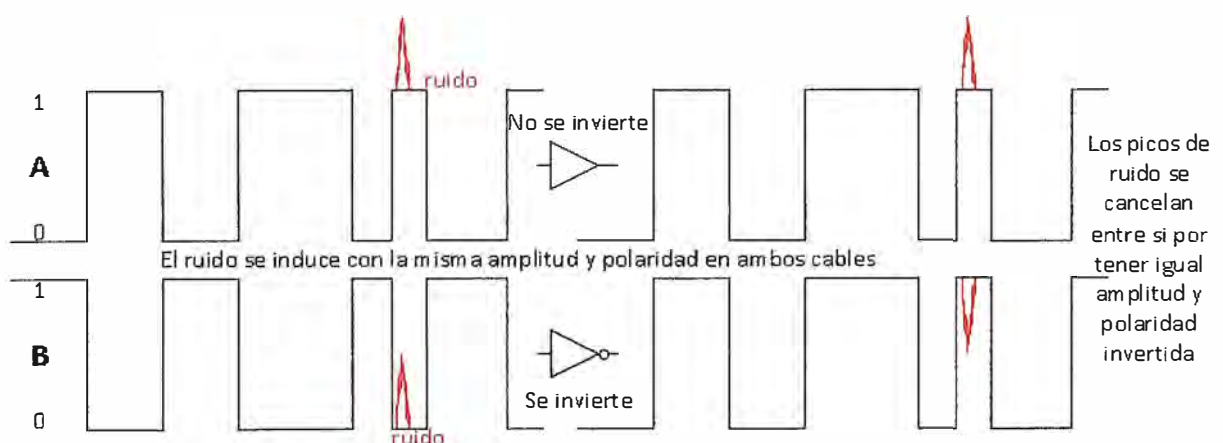 ruido
1
No se invierte
A
Los picos de
ruido se
cancelan
entre si por
tener igual
amplitud y
polaridad
invertida
0
El ruido se induce con la misma amplitud y polaridad en ambos cables
1
B
Se invierte
0
ruido